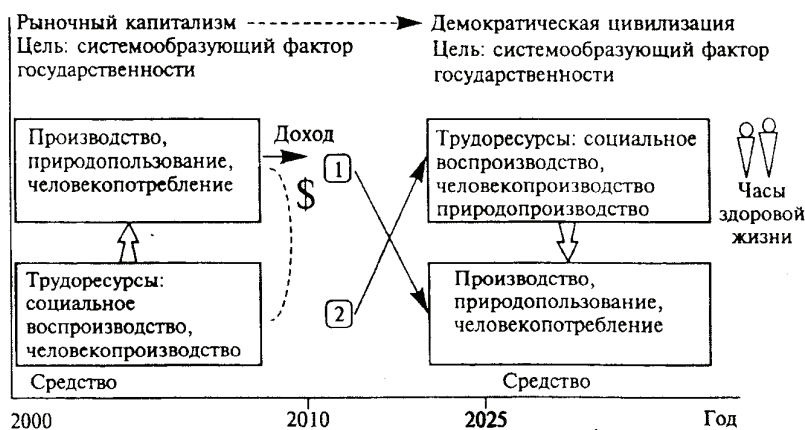 Рыночный капитализм
Цель: системообразующий фактор
государственности
Демократическая цивилизация
Цель: системообразующий фактор
государственности
Производство,
природопользование,
человекопотребление
Доход
$
1
2
Трудоресурсы:
социальное
воспроизводство,
человекопроизводство
Средство
Трудоресурсы: социальное
воспроизводство,
человекопроизводство
природопроизводство
Часы
здоровой
жизни
Производство,
природопользование,
человекопотребление
Средство
2000
2010
2025
Год